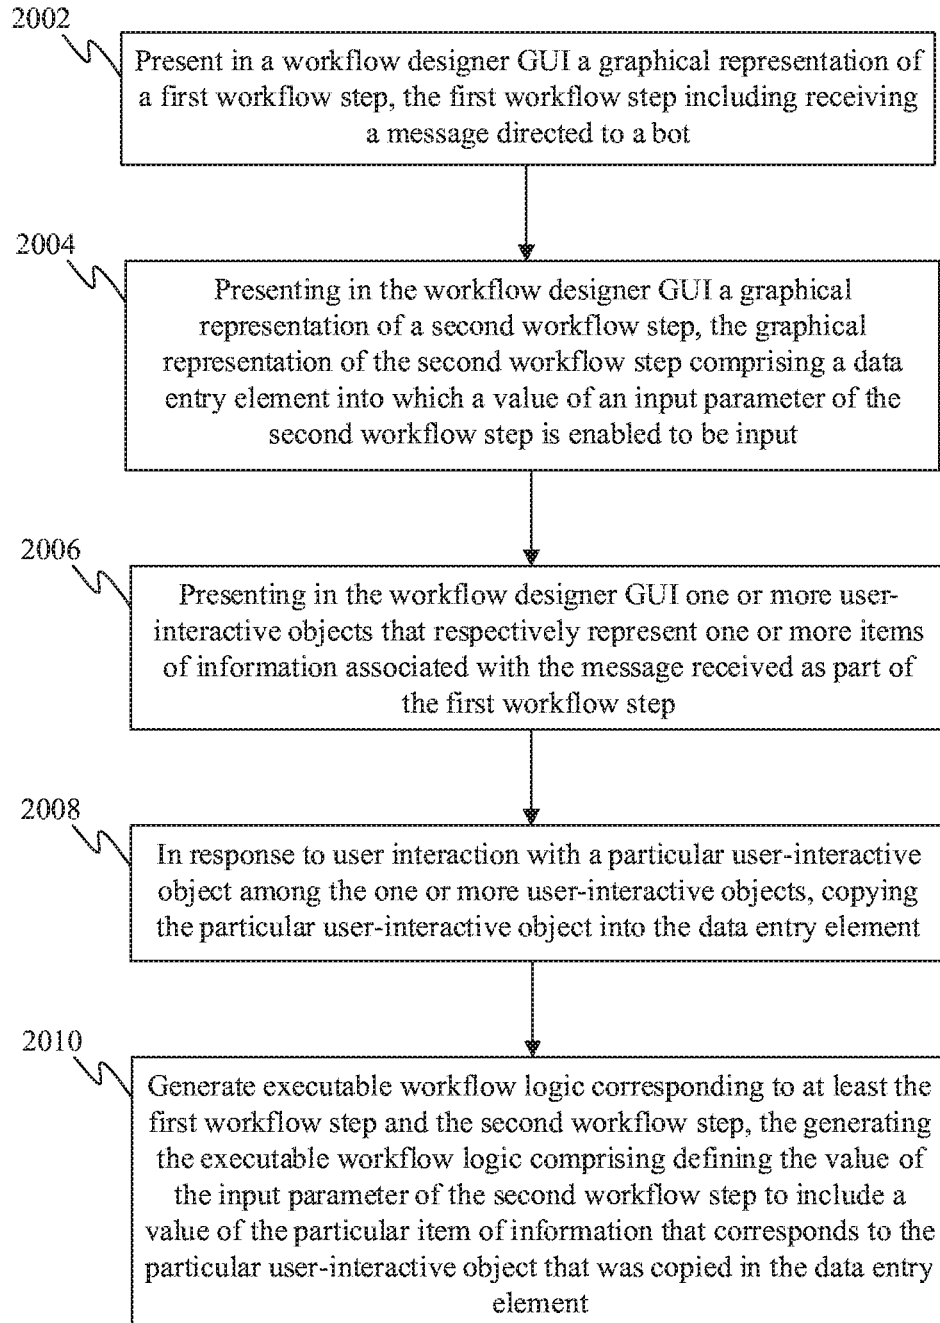 2002
Present in a workflow designer GUI a graphical representation of
a first workflow step, the first workflow step including receiving
a message directed to a bot
2004
Presenting in the workflow designer GUI a graphical
representation of a second workflow step, the graphical
representation of the second workflow step comprising a data
entry element into which a value of an input parameter of the
second workflow step is enabled to be input
2006
Presenting in the workflow designer GUI one or more user-
interactive objects that respectively represent one or more items
of information associated with the message received as part of
the first workflow step
2008
In response to user interaction with a particular user-interactive
object among the one or more user-interactive objects, copying
the particular user-interactive object into the data entry element
2010
Generate executable workflow logic corresponding to at least the
first workflow step and the second workflow step, the generating
the executable workflow logic comprising defining the value of
the input parameter of the second workflow step to include a
value of the particular item of information that corresponds to the
particular user-interactive object that was copied in the data entry
element